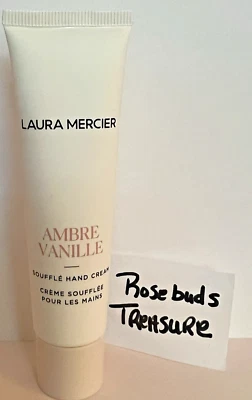 LAURA MERCIER
AMBRE
VANILLE
SOUFFLÉ HAND CREAM
CRÈME SOUFFLÉE
POUR LES MAINS
Rosebuds
TREASURE